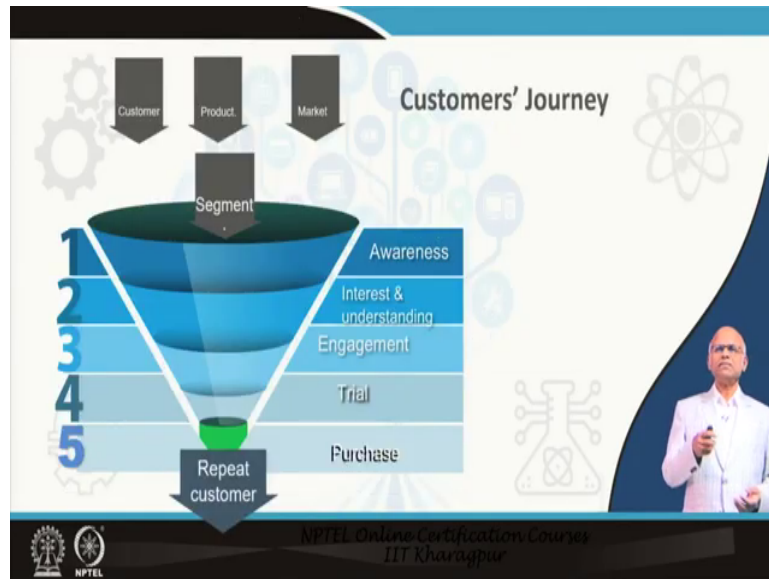 Customers' Journey
Customer
Product.
Market
Segment
.
1
Awareness
2
Interest &
understanding
3
Engagement
4
Trial
5
Purchase
Repeat
customer
NPTEL
NPTEL Online Certification Courses
IIT Kharagpur